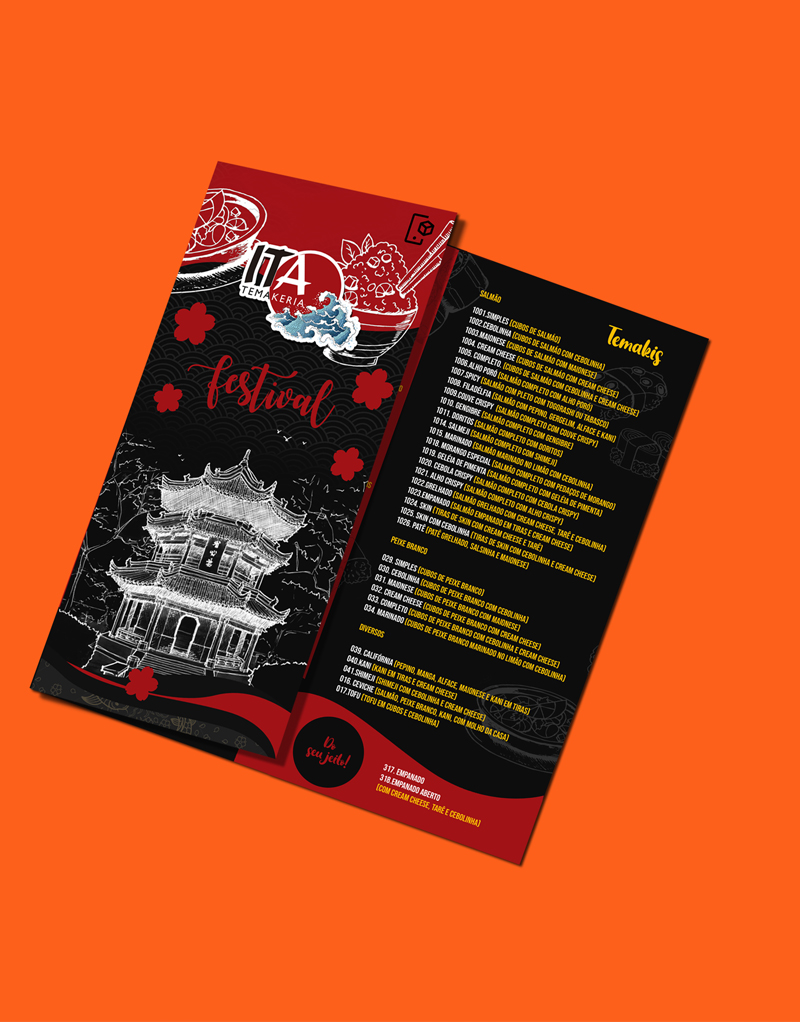 ITA
TEMAKERIA
festival
Temakis
SALMÃO
1001.SIMPLES (CUBOS DE SALMÃO)
1002.CEBOLINHA (CUBOS DE SALMÃO COM CEBOLINHA)
1003.MAIONESE (CUBOS DE SALMÃO COM MAIONESE)
1004. CREAM CHEESE (CUBOS DE SALMÃO COM CREAM CHEESE)
1005. COMPLETO. (CUBOS DE SALMÃO COM CEBOLINHA E CREAM CHEESE)
1006.ALHO PORÓ (SALMÃO COMPLETO COM ALHO PORÓ)
1007.SPICY (SALMÃO COM PLETO COM TOGORASHI OU TABASCO)
1008. FILADÉLFIA (SALMÃO COM PEPINO, GERGELIM, ALFACE E KANI)
1009.COUVE CRISPY (SALMÃO COMPLETO COM COUVE CRISPY)
1010. GENGIBRE (SALMÃO COMPLETO COM GENGIBRE)
1011. DORITOS (SALMÃO COMPLETO COM DORITOS)
1014. SALMEJI (SALMÃO COMPLETO COM SHIMEJI)
1015. MARINADO (SALMÃO MARINADO NO LIMÃO COM CEBOLINHA)
1018. MORANGO ESPECIAL (SALMÃO COMPLETO COM PEDAÇOS DE MORANGO)
1019. GELÉIA DE PIMENTA (SALMÃO COMPLETO COM GELÉIA DE PIMENTA)
1020. CEBOLA CRISPY (SALMÃO COMPLETO COM CEBOLA CRISPY)
1021. ALHO CRISPY (SALMÃO COMPLETO COM ALHO CRISPY)
1022.GRELHADO (SALMÃO GRELHADO COM CREAM CHEESE, TARÊ E CEBOLINHA)
1023.EMPANADO (SALMÃO EMPANADO EM TIRAS E CREAM CHEESE)
1024. SKIN (TIRAS DE SKIN COM CREAM CHEESE E TARÊ)
1025. SKIN COM CEBOLINHA (TIRAS DE SKIN COM CEBOLINHA E CREAM CHEESE)
1026. PATÊ (PATÊ GRELHADO, SALSINHA E MAIONESE)
PEIXE BRANCO
029. SIMPLES (CUBOS DE PEIXE BRANCO)
030. CEBOLINHA (CUBOS DE PEIXE BRANCO COM CEBOLINHA)
031. MAIONESE (CUBOS DE PEIXE BRANCO COM MAIONESE)
032. CREAM CHEESE (CUBOS DE PEIXE BRANCO COM CREAM CHEESE)
033. COMPLETO (CUBOS DE PEIXE BRANCO COM CEBOLINHA E CREAM CHEESE)
034. MARINADO (CUBOS DE PEIXE BRANCO MARINADO NO LIMÃO COM CEBOLINHA)
DIVERSOS
039. CALIFÓRNIA (PEPINO, MANGA, ALFACE, MAIONESE E KANI EM TIRAS)
040.KANI (KANI EM TIRAS E CREAM CHEESE)
041.SHIMEJI (SHIMEJI COM CEBOLINHA E CREAM CHEESE)
016. CEVICHE (SALMÃO, PEIXE BRANCO, KANI, COM MOLHO DA CASA)
017.TOFU (TOFU EM CUBOS E CEBOLINHA)
Do
seu jeito!
317. EMPANADO
318.EMPANADO ABERTO
(COM CREAM CHEESE, TARÊ E CEBOLINHA)